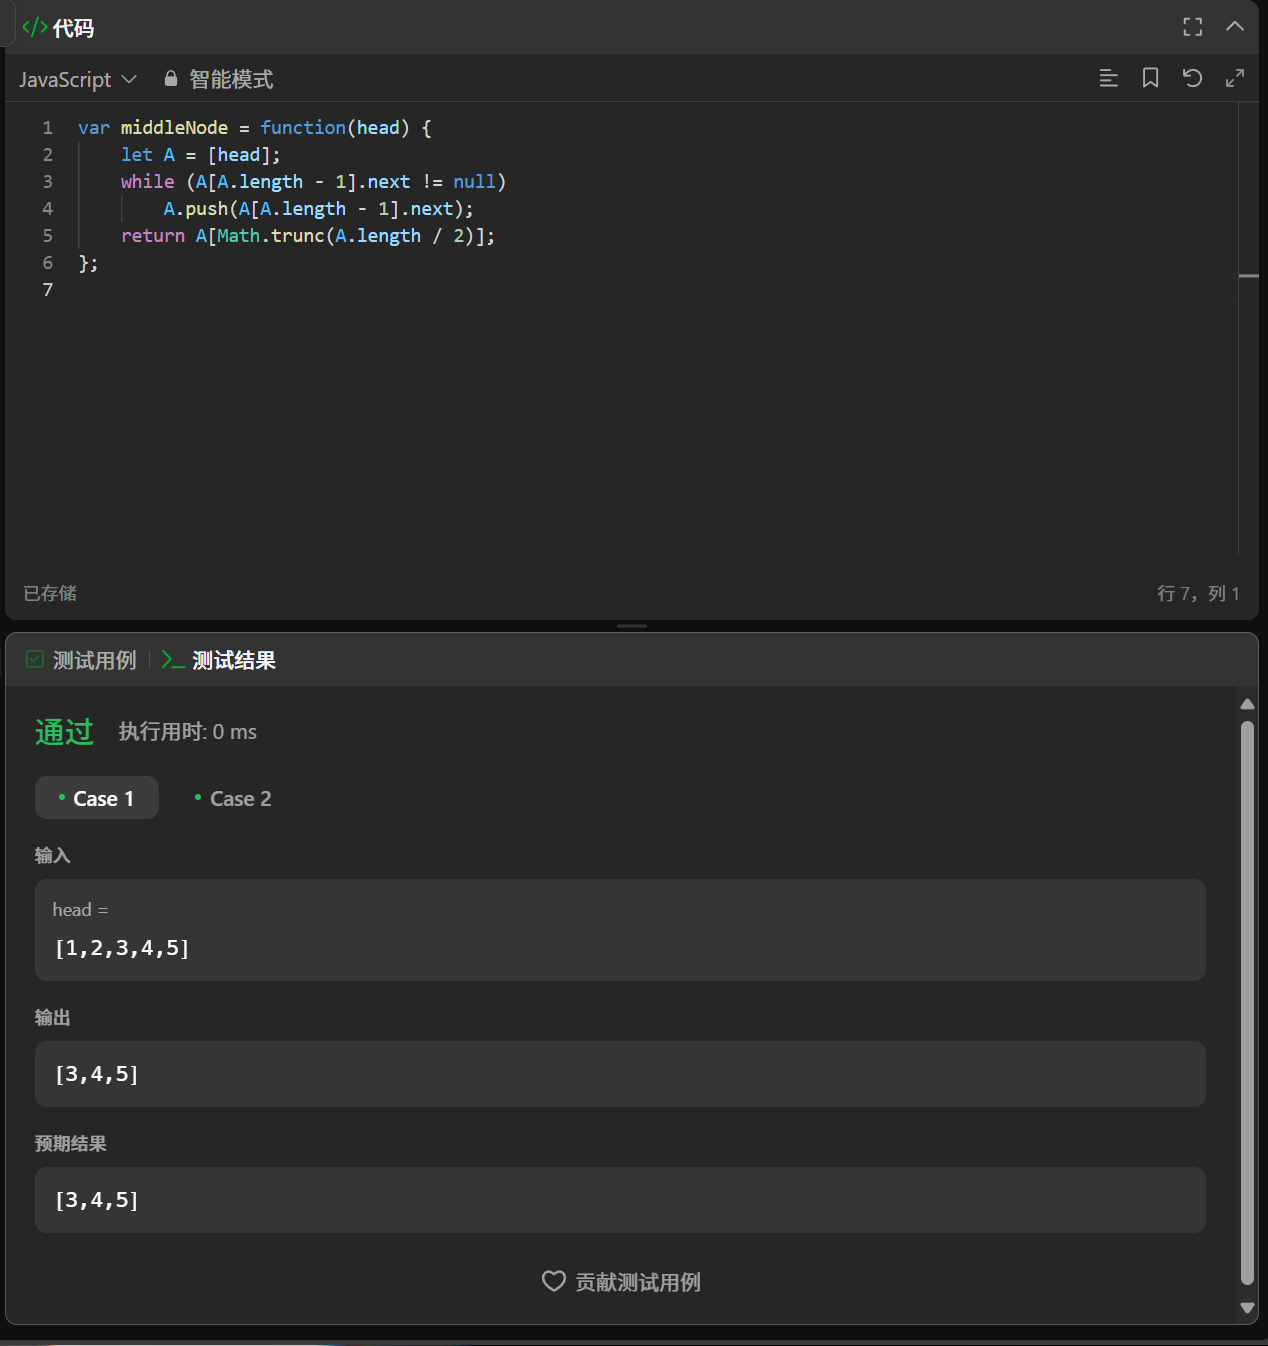 </> 代码
JavaScript 智能模式
1 var middleNode = function(head) {
2     let A = [head];
3     while (A[A.length - 1].next != null)
4         A.push(A[A.length - 1].next);
5     return A[Math.trunc(A.length / 2)];
6 };
7
已存储 行 7，列 1
测试用例 测试结果
通过 执行用时: 0 ms
• Case 1 • Case 2
输入
head =
[1,2,3,4,5]
输出
[3,4,5]
预期结果
[3,4,5]
贡献测试用例